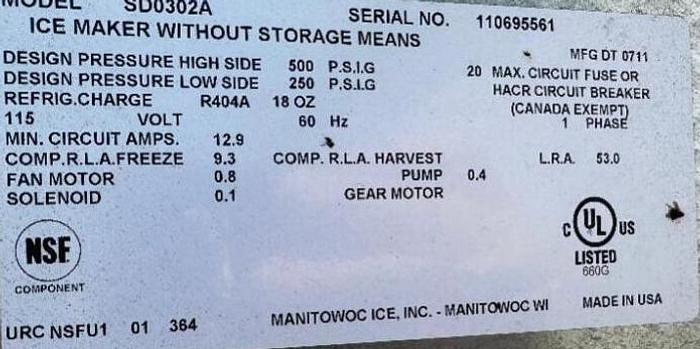 MODEL SD0302A SERIAL NO. 110695561
ICE MAKER WITHOUT STORAGE MEANS
MFG DT 0711
DESIGN PRESSURE HIGH SIDE 500 P.S.I.G
DESIGN PRESSURE LOW SIDE 250 P.S.I.G
20 MAX. CIRCUIT FUSE OR
HACR CIRCUIT BREAKER
(CANADA EXEMPT)
REFRIG.CHARGE R404A 18 OZ
115 VOLT 60 Hz 1 PHASE
MIN. CIRCUIT AMPS. 12.9
COMP.R.L.A.FREEZE 9.3 COMP. R.L.A. HARVEST L.R.A. 53.0
FAN MOTOR 0.8 PUMP 0.4
SOLENOID 0.1 GEAR MOTOR
NSF
COMPONENT
C UL US
LISTED
660G
URC NSFU1 01 364
MANITOWOC ICE, INC. - MANITOWOC WI MADE IN USA